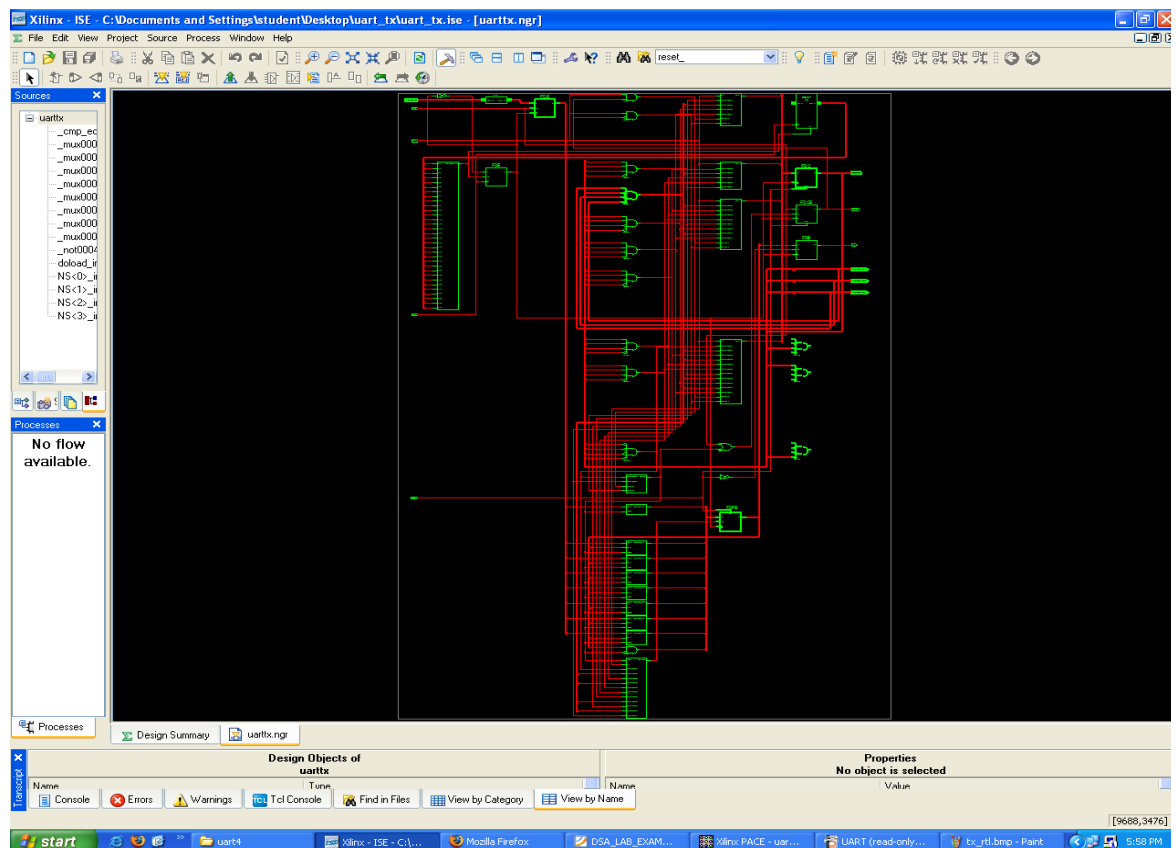 Xilinx - ISE - C:\Documents and Settings\student\Desktop\uart_tx\uart_tx.ise - [uarttx.ngr]
File Edit View Project Source Process Window Help
reset_
Sources
uarttx
_cmp_eq
_mux000
_mux000
_mux000
_mux000
_mux000
_mux000
_mux000
_mux000
_not0004
doload_in
NS<0>_i
NS<1>_i
NS<2>_i
NS<3>_i
Processes
No flow
available.
Processes
Design Summary
uarttx.ngr
Transcript
Design Objects of
uarttx
Properties
No object is selected
Name
Type
Name
Value
Console
Errors
Warnings
TCL
Tcl Console
Find in Files
View by Category
View by Name
[9688,3476]
start
uart4
Xilinx - ISE - C:\...
Mozilla Firefox
DSA_LAB_EXAM...
Xilinx PACE - uar...
UART (read-only...
tx_rtl.bmp - Paint
5:58 PM